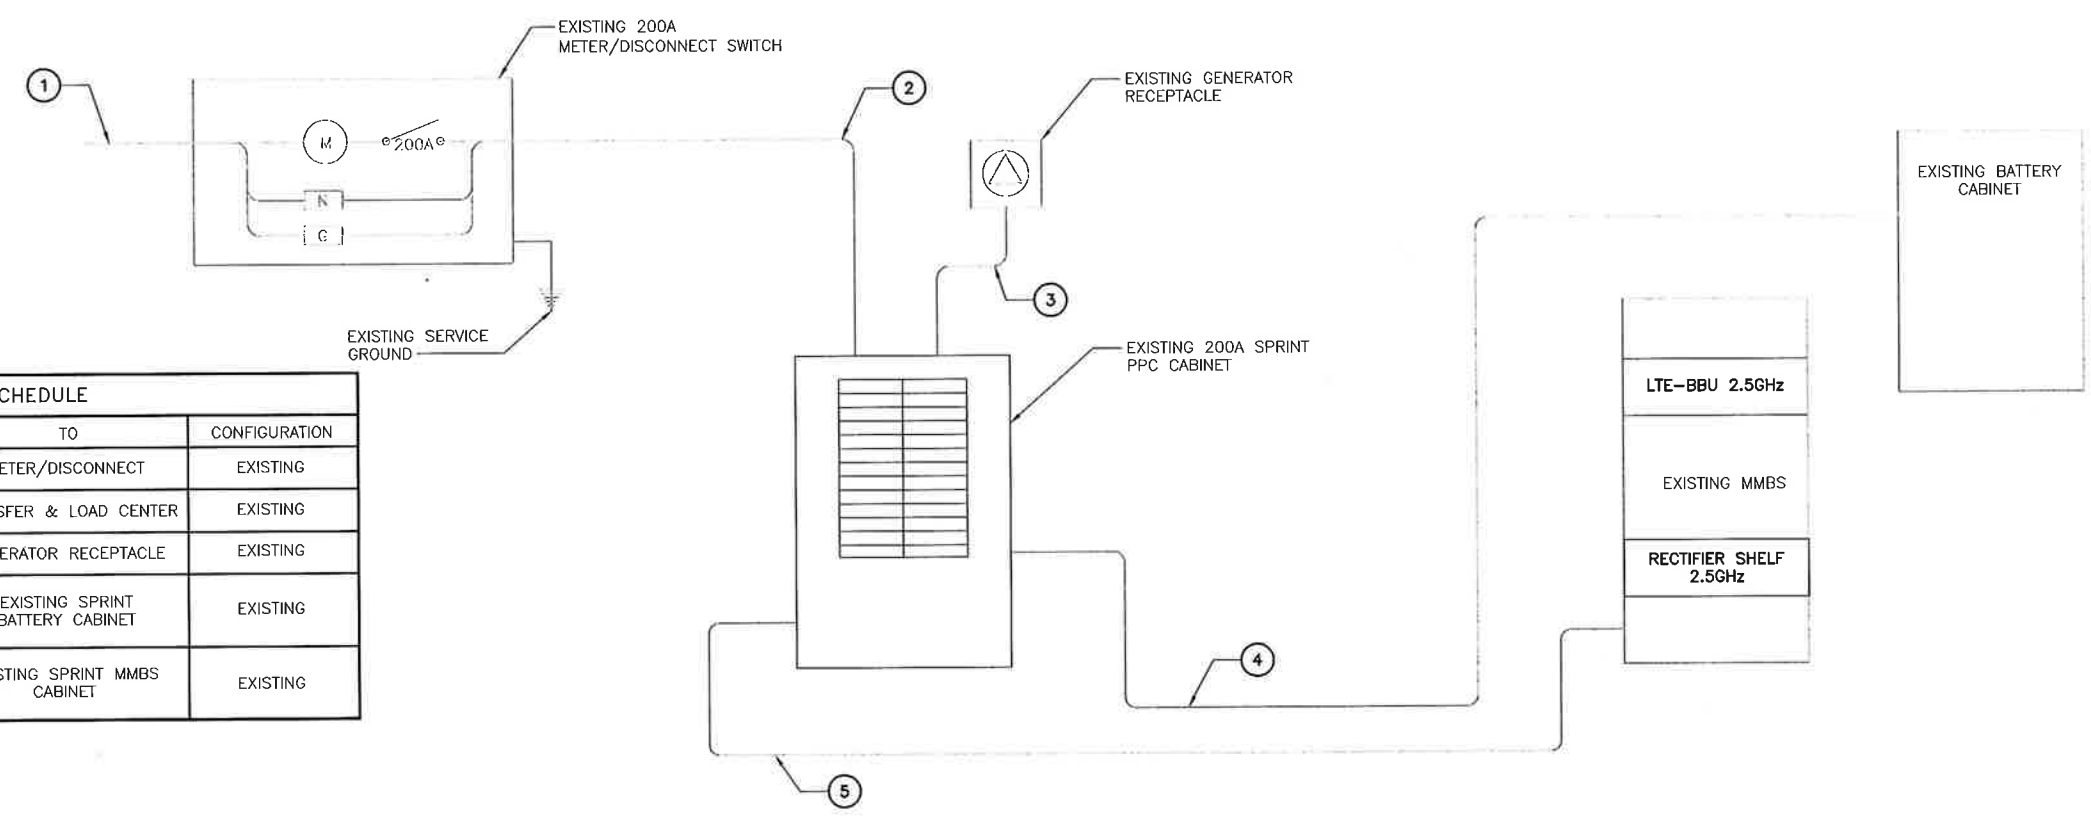 EXISTING 200A
METER/DISCONNECT SWITCH
1
2
EXISTING GENERATOR
RECEPTACLE
M
200A
N
G
EXISTING BATTERY
CABINET
3
EXISTING SERVICE
GROUND
EXISTING 200A SPRINT
PPC CABINET
LTE-BBU 2.5GHz
EXISTING MMBS
RECTIFIER SHELF
2.5GHz
4
5
CHEDULE
TO CONFIGURATION
ETER/DISCONNECT EXISTING
SFER & LOAD CENTER EXISTING
ERATOR RECEPTACLE EXISTING
EXISTING SPRINT
BATTERY CABINET EXISTING
STING SPRINT MMBS
CABINET EXISTING